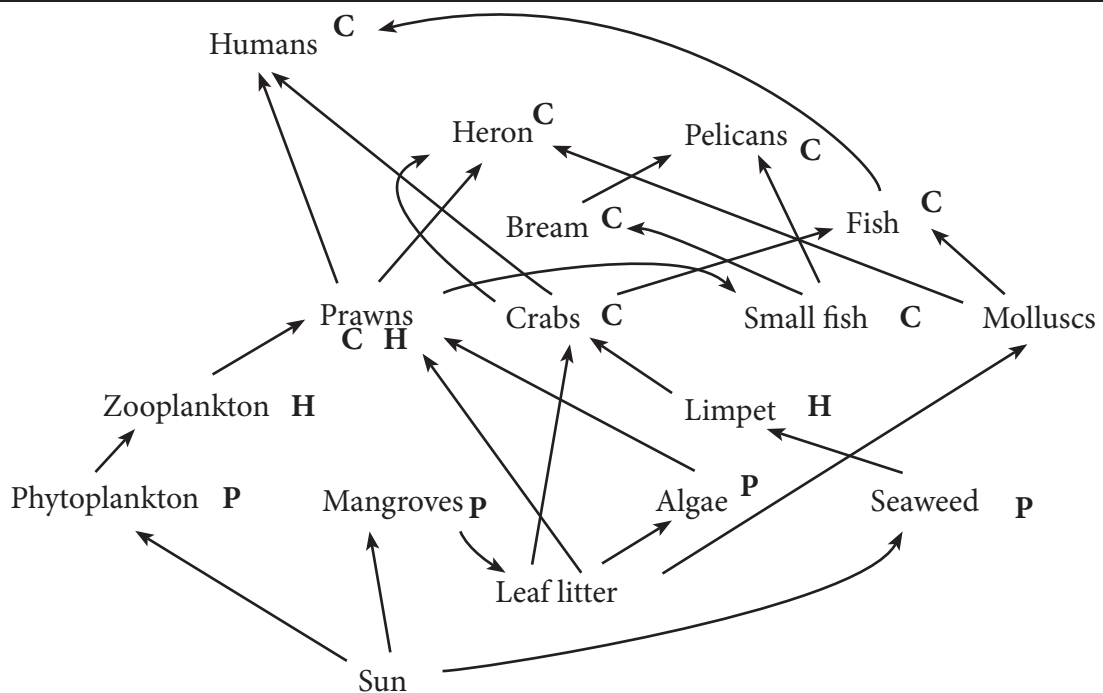 Humans C
Heron C
Pelicans C
Bream C
Fish C
Prawns
C H
Crabs C
Small fish C
Molluscs
Zooplankton H
Limpet H
Phytoplankton P
Mangroves P
Algae P
Seaweed P
Leaf litter
Sun